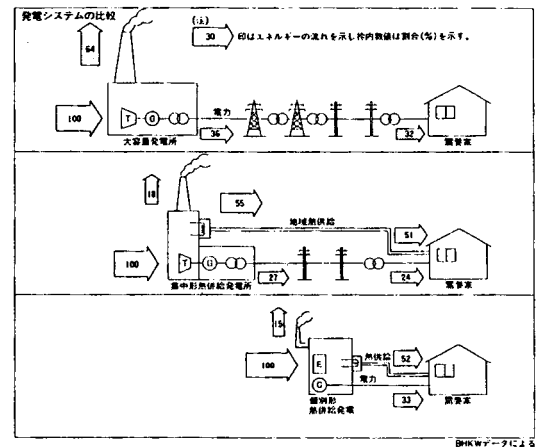 発電システムの比較
(注)
30 印はエネルギーの流れを示し枠内数値は割合(%)を示す。
64
100
T G
大容量発電所
電力
36
32
需要家
18
55
地域熱供給
51
100
T G
集中形熱供給発電所
27
24
需要家
15
100
E
G
熱供給
52
電力
33
個別形
熱供給発電
需要家
BHKWデータによる